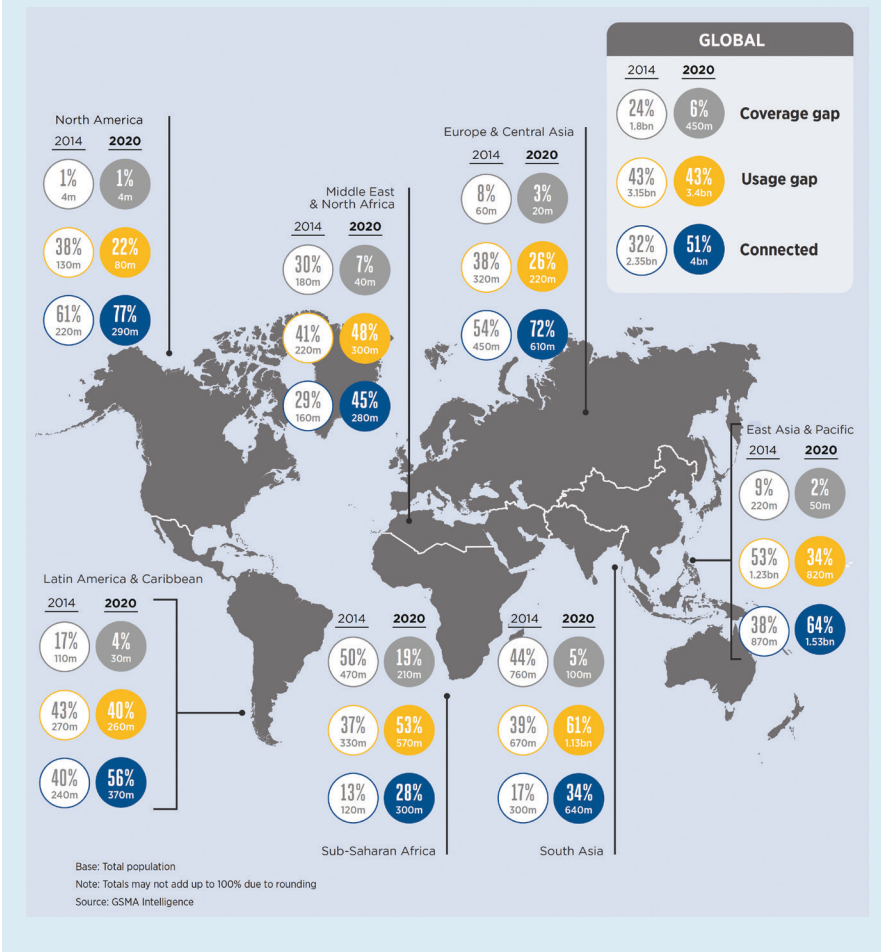 GLOBAL
2014 2020
24% 6% Coverage gap
1.8bn 450m
43% 43% Usage gap
3.15bn 3.4bn
32% 51% Connected
2.35bn 4bn
North America
2014 2020
1% 1%
4m 4m
38% 22%
130m 80m
61% 77%
220m 290m
Middle East
& North Africa
2014 2020
30% 7%
180m 40m
41% 48%
220m 300m
29% 45%
160m 280m
Europe & Central Asia
2014 2020
8% 3%
60m 20m
38% 26%
320m 220m
54% 72%
450m 610m
East Asia & Pacific
2014 2020
9% 2%
220m 50m
53% 34%
1.23bn 820m
38% 64%
870m 1.53bn
Latin America & Caribbean
2014 2020
17% 4%
110m 30m
43% 40%
270m 260m
40% 56%
240m 370m
2014 2020
50% 19%
470m 210m
37% 53%
330m 570m
13% 28%
120m 300m
Sub-Saharan Africa
2014 2020
44% 5%
760m 100m
39% 61%
670m 1.13bn
17% 34%
300m 640m
South Asia
Base: Total population
Note: Totals may not add up to 100% due to rounding
Source: GSMA Intelligence